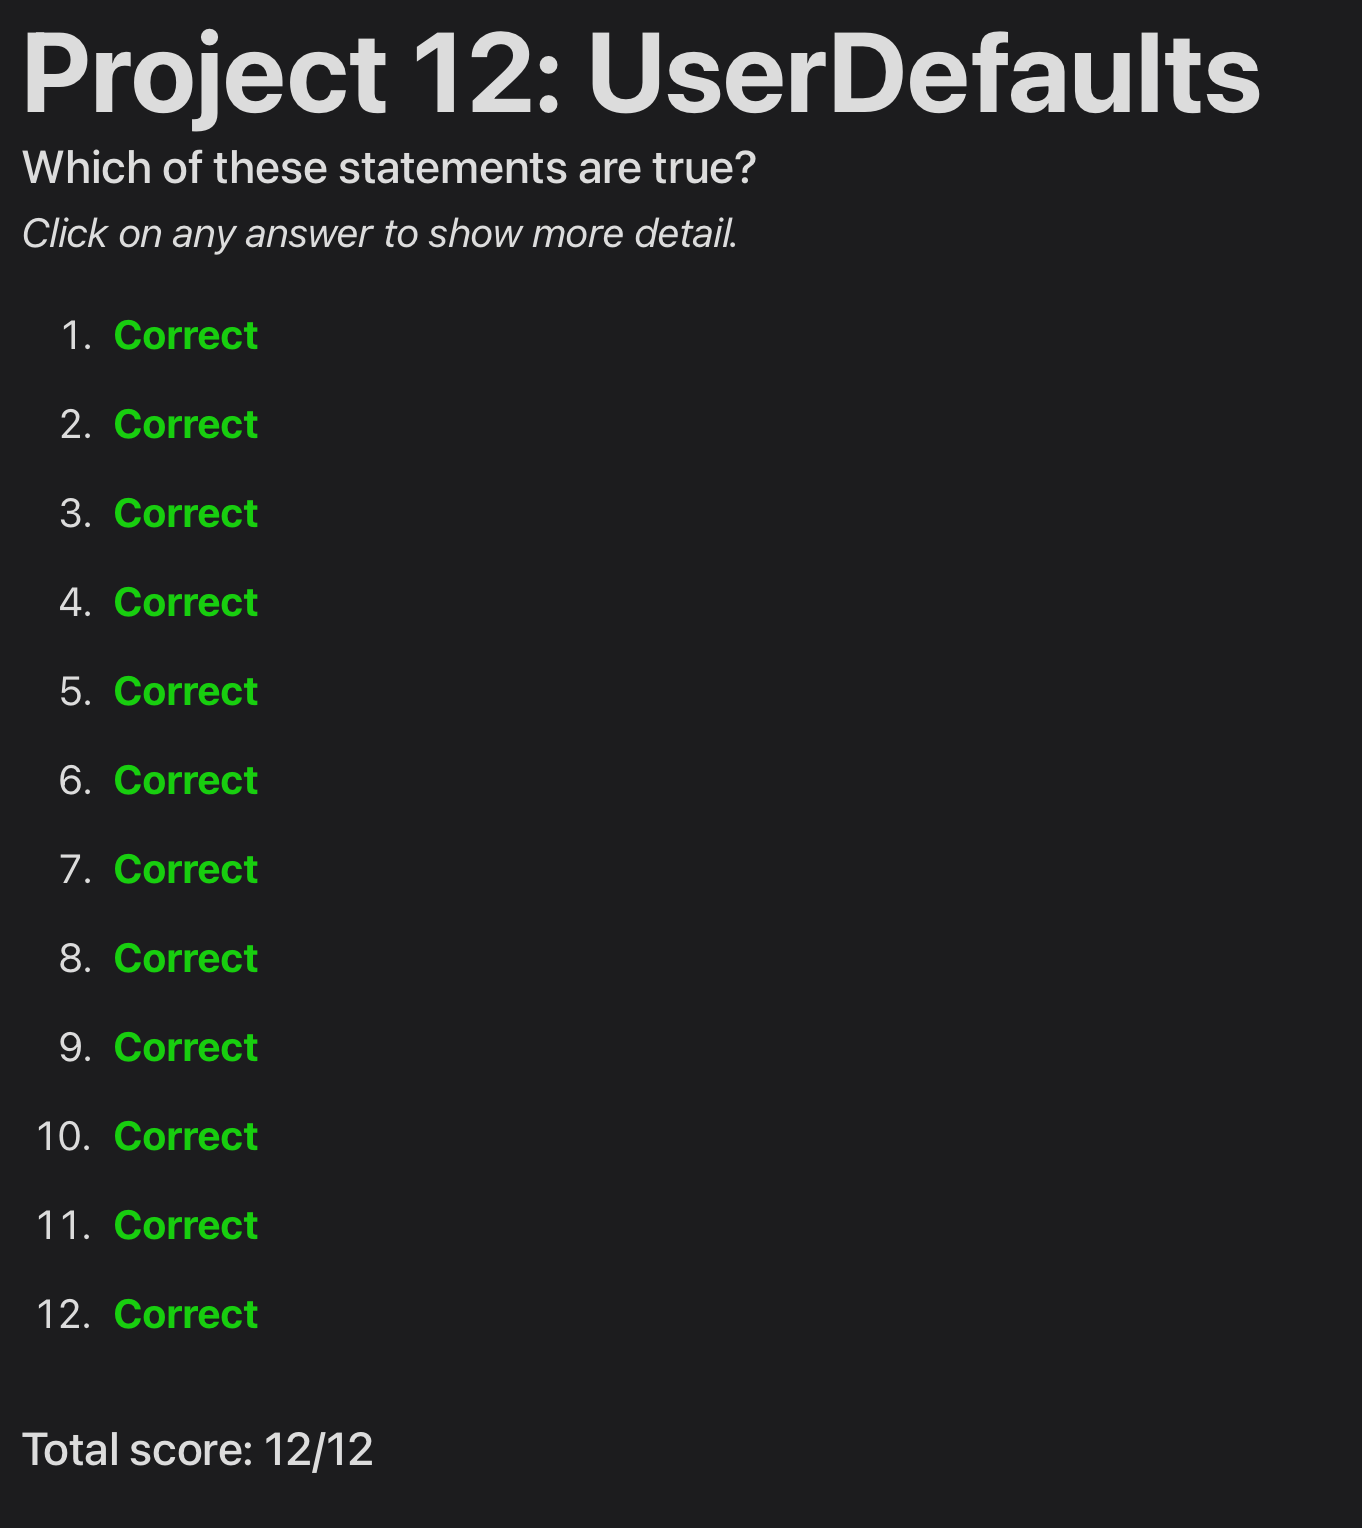 Project 12: UserDefaults
Which of these statements are true?
Click on any answer to show more detail.
1. Correct
2. Correct
3. Correct
4. Correct
5. Correct
6. Correct
7. Correct
8. Correct
9. Correct
10. Correct
11. Correct
12. Correct
Total score: 12/12